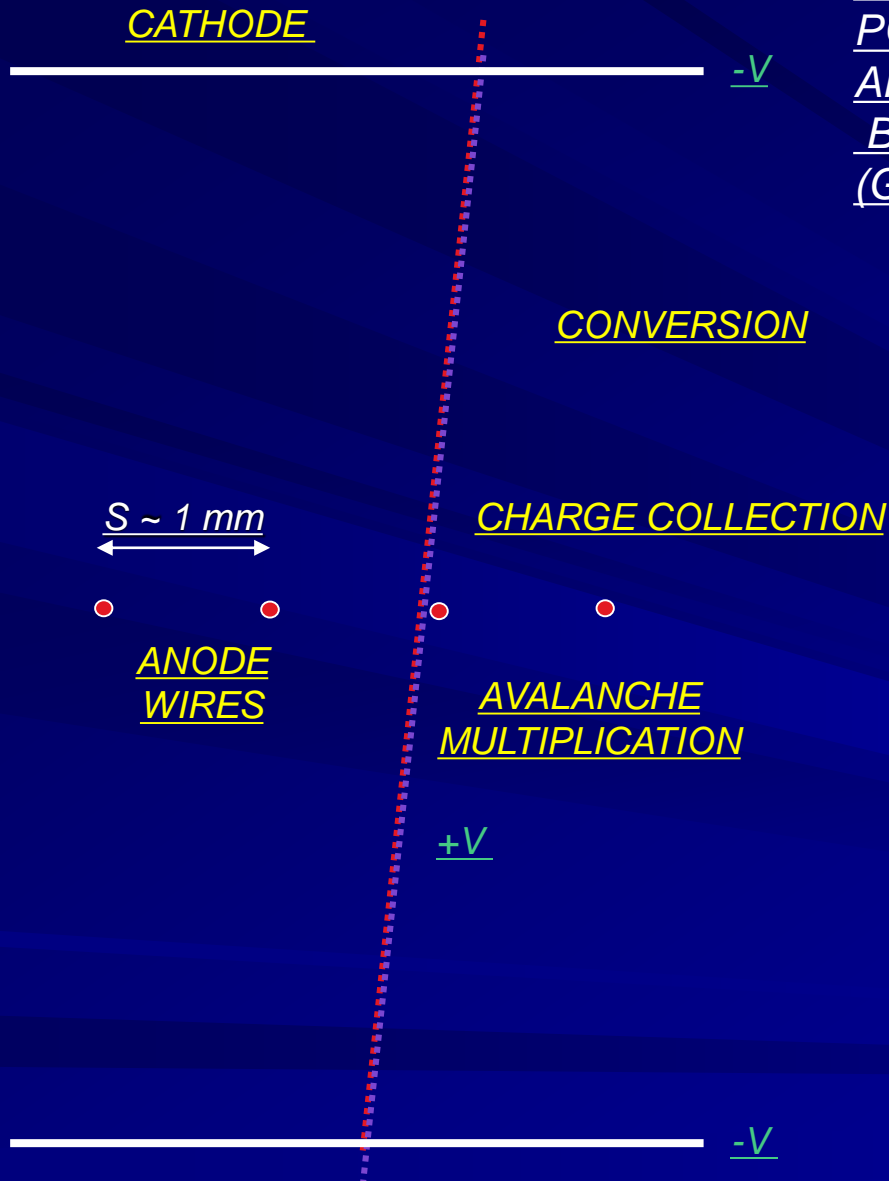 CATHODE
-V
CONVERSION
S ~ 1 mm
CHARGE COLLECTION
ANODE
WIRES
AVALANCHE
MULTIPLICATION
+V
-V